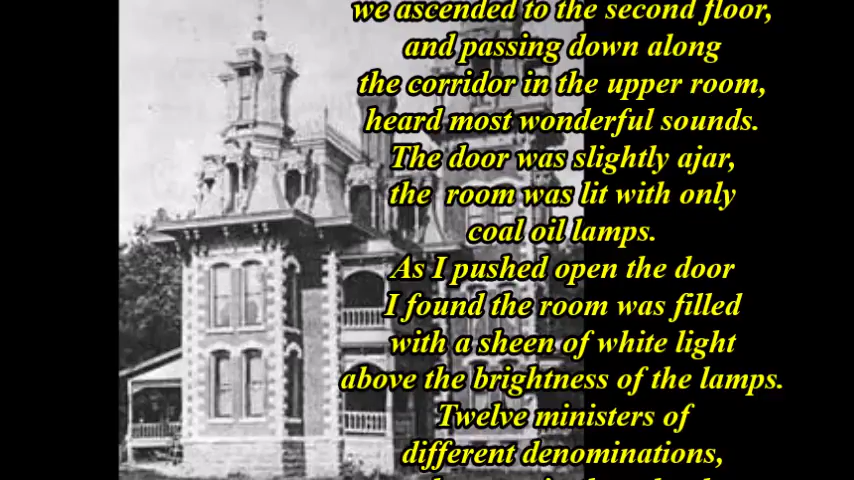 we ascended to the second floor,
and passing down along
the corridor in the upper room,
heard most wonderful sounds.
The door was slightly ajar,
the room was lit with only
coal oil lamps.
As I pushed open the door
I found the room was filled
with a sheen of white light
above the brightness of the lamps.
Twelve ministers of
different denominations,